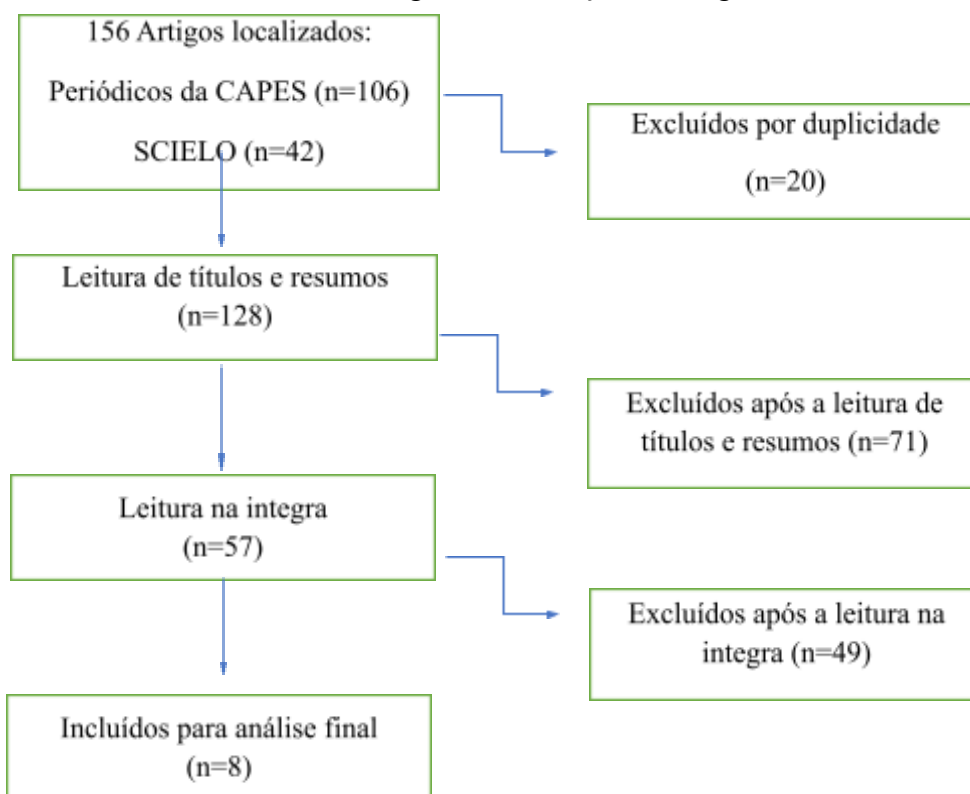 156 Artigos localizados:
Periódicos da CAPES (n=106)
SCIELO (n=42)
Excluídos por duplicidade
(n=20)
Leitura de títulos e resumos
(n=128)
Excluídos após a leitura de
títulos e resumos (n=71)
Leitura na integra
(n=57)
Excluídos após a leitura na
integra (n=49)
Incluídos para análise final
(n=8)